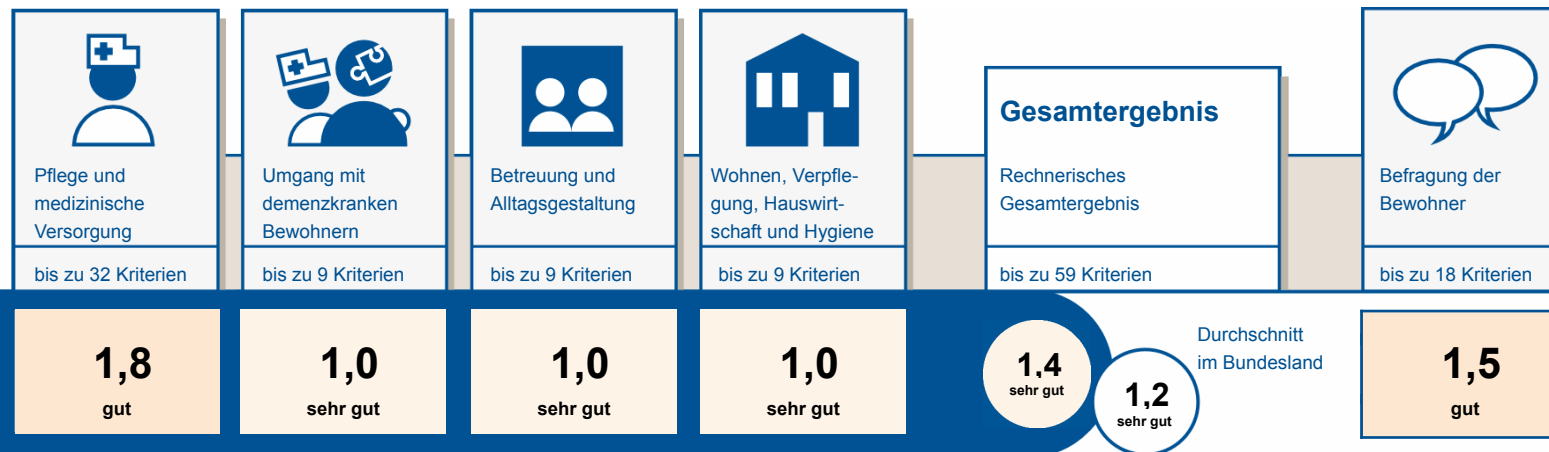 Pflege und
medizinische
Versorgung
bis zu 32 Kriterien
1,8
gut
Umgang mit
demenzkranken
Bewohnern
bis zu 9 Kriterien
1,0
sehr gut
Betreuung und
Alltagsgestaltung
bis zu 9 Kriterien
1,0
sehr gut
Wohnen, Verpfle-
gung, Hauswirt-
schaft und Hygiene
bis zu 9 Kriterien
1,0
sehr gut
Gesamtergebnis
Rechnerisches
Gesamtergebnis
bis zu 59 Kriterien
1,4
sehr gut
1,2
sehr gut
Durchschnitt
im Bundesland
Befragung der
Bewohner
bis zu 18 Kriterien
1,5
gut